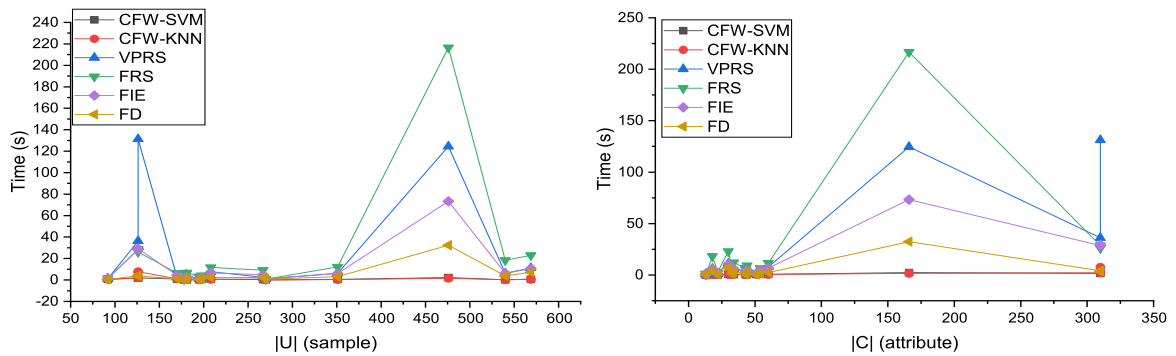 240
220
200
180
160
140
120
100
80
60
40
20
0
-20
Time (s)
CFW-SVM
CFW-KNN
VPRS
FRS
FIE
FD
50 100 150 200 250 300 350 400 450 500 550 600
|U| (sample)
250
200
150
100
50
0
Time (s)
CFW-SVM
CFW-KNN
VPRS
FRS
FIE
FD
0 50 100 150 200 250 300 350
|C| (attribute)